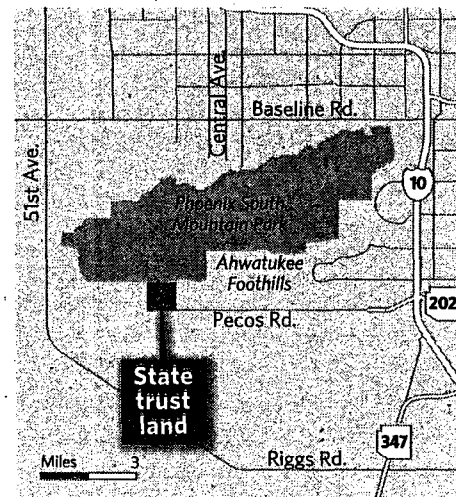 Central Ave.
Baseline Rd.
51st Ave.
10
Phoenix South
Mountain Park
Ahwatukee
Foothills
202
Pecos Rd.
State
trust
land
347
Miles 3
Riggs Rd.